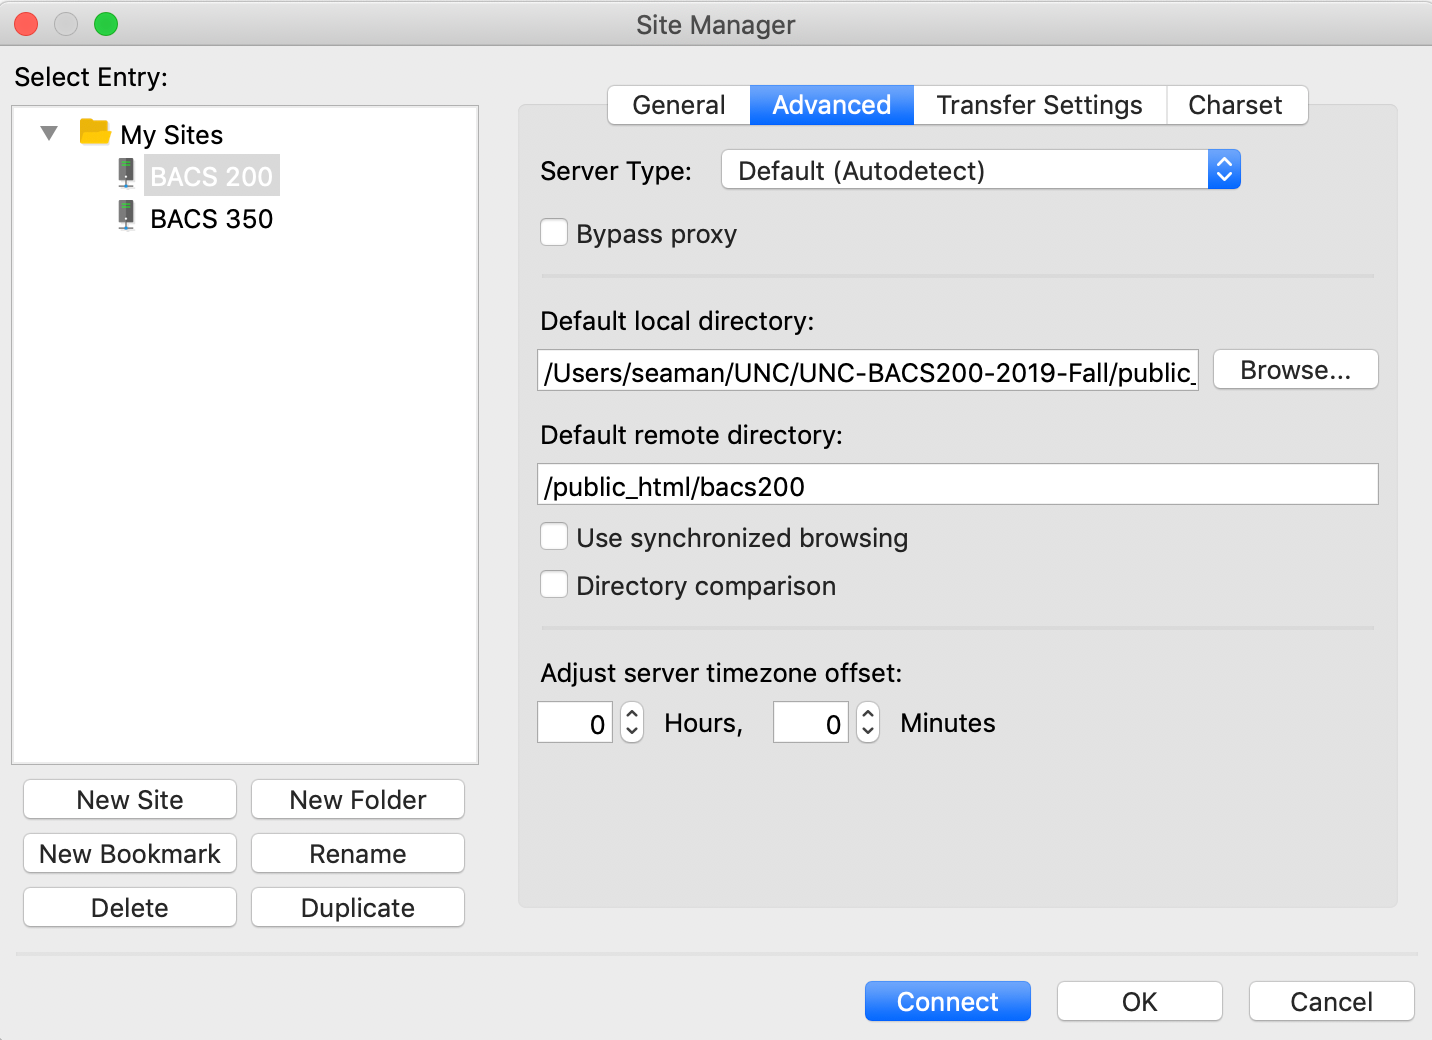 Site Manager
Select Entry:
My Sites
BACS 200
BACS 350
New Site
New Folder
New Bookmark
Rename
Delete
Duplicate
General
Advanced
Transfer Settings
Charset
Server Type:
Default (Autodetect)
Bypass proxy
Default local directory:
/Users/seaman/UNC/UNC-BACS200-2019-Fall/public_
Browse...
Default remote directory:
/public_html/bacs200
Use synchronized browsing
Directory comparison
Adjust server timezone offset:
0 Hours, 0 Minutes
Connect
OK
Cancel